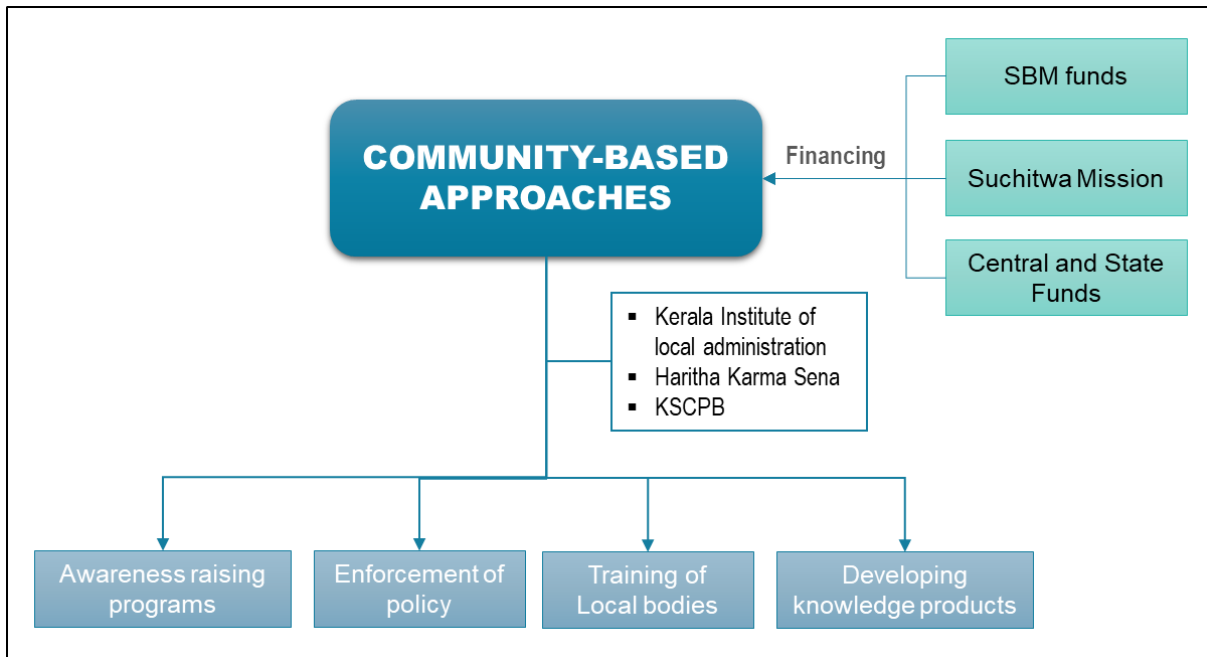 SBM funds
COMMUNITY-BASED
APPROACHES
Financing
Suchitwa Mission
Central and State
Funds
▪ Kerala Institute of
local administration
▪ Haritha Karma Sena
▪ KSCPB
Awareness raising
programs
Enforcement of
policy
Training of
Local bodies
Developing
knowledge products